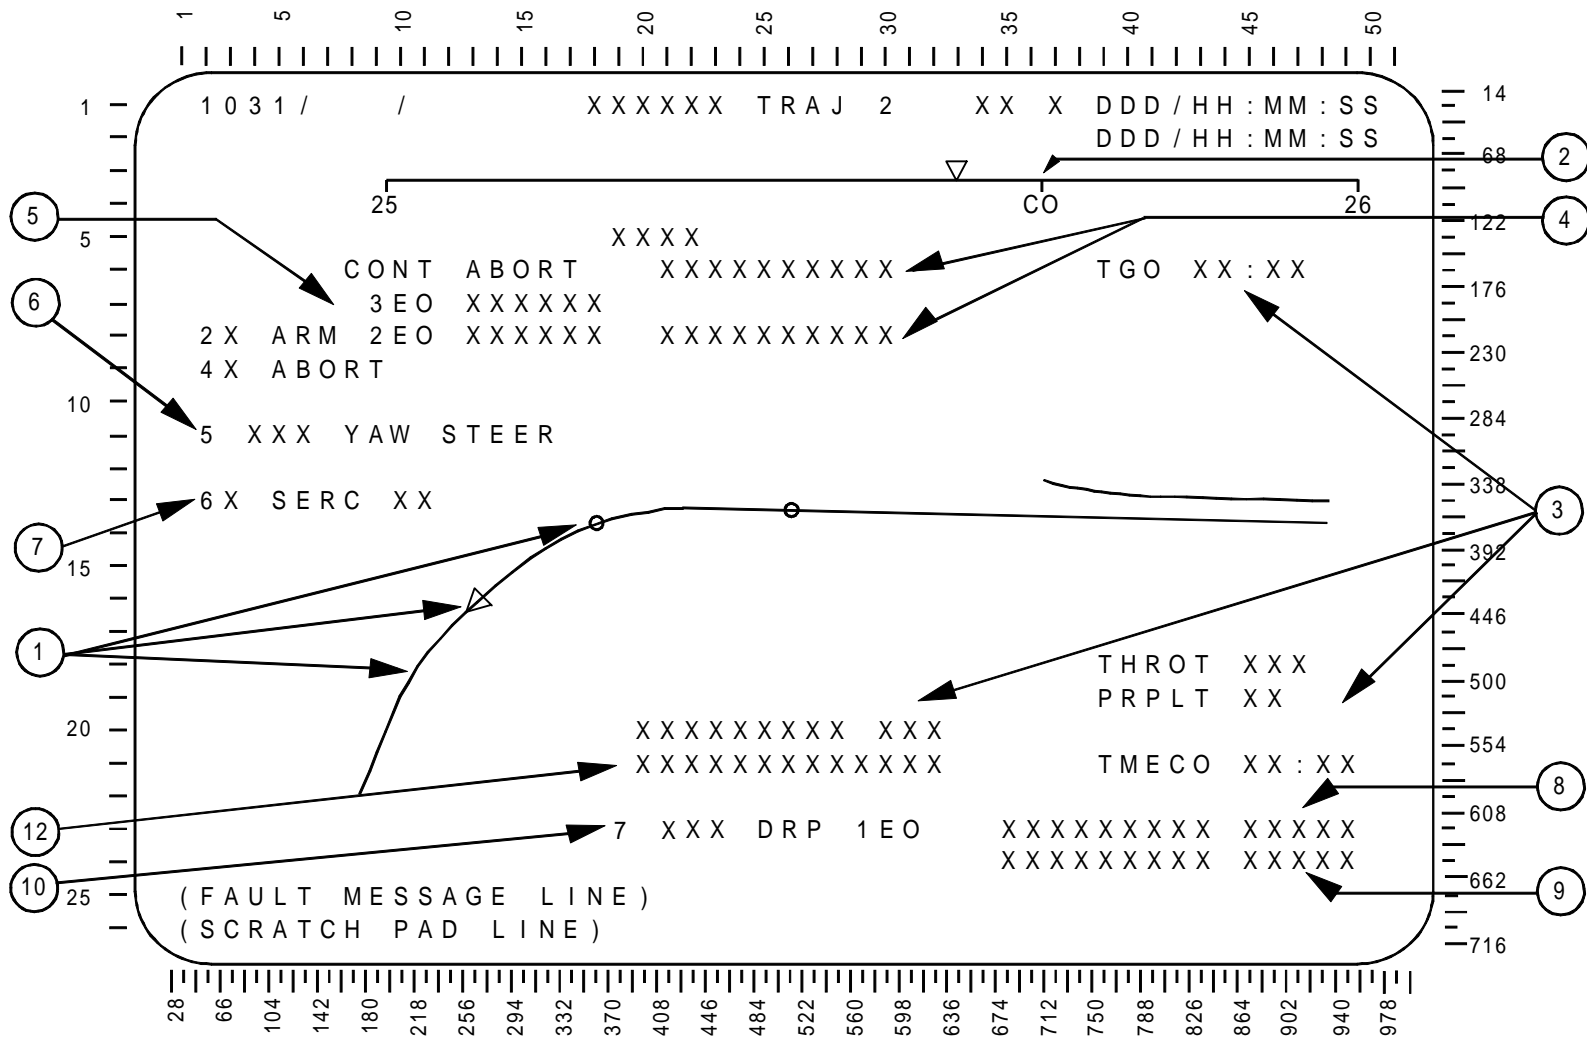 1 5 10 15 20 25 30 35 40 45 50
1 1031/ / XXXXXX TRAJ 2 XX X DDD/HH:MM:SS 14
DDD/HH:MM:SS
68 2
25 CO 26
5 4
5 XXXX 122
CONT ABORT XXXXXXXXXX TGO XX:XX
176
6 3EO XXXXXX
2X ARM 2EO XXXXXX XXXXXXXXXX
230
4X ABORT
10 284
5 XXX YAW STEER
338
6X SERC XX
3
7 392
15
446
1
THROT XXX
500
PRPLT XX
20 XXXXXXXXX XXX
554
XXXXXXXXXXXXX TMECO XX:XX
8
608
12 7 XXX DRP 1EO XXXXXXXXX XXXXX
XXXXXXXXX XXXXX
662
10 9
25 (FAULT MESSAGE LINE)
(SCRATCH PAD LINE)
716
28 66 104 142 180 218 256 294 332 370 408 446 484 522 560 598 636 674 712 750 788 826 864 902 940 978